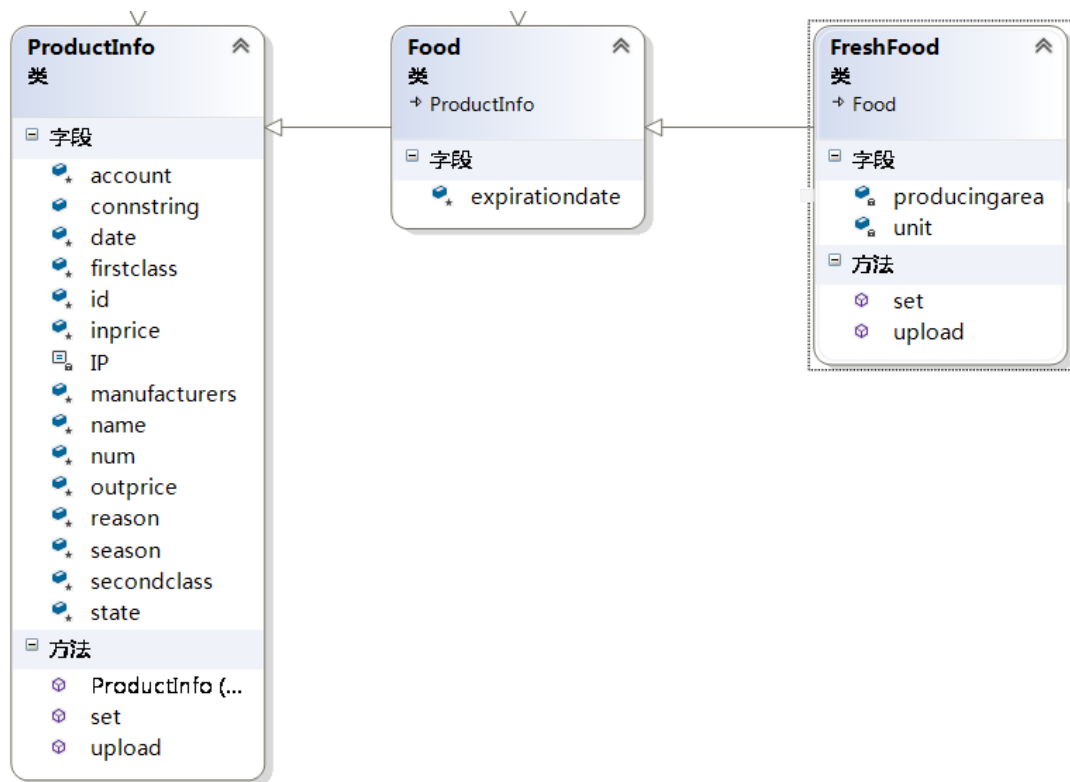 ProductInfo
类
字段
account
connstring
date
firstclass
id
inprice
IP
manufacturers
name
num
outprice
reason
season
secondclass
state
方法
ProductInfo (...
set
upload
Food
类
ProductInfo
字段
expirationdate
FreshFood
类
Food
字段
producingarea
unit
方法
set
upload